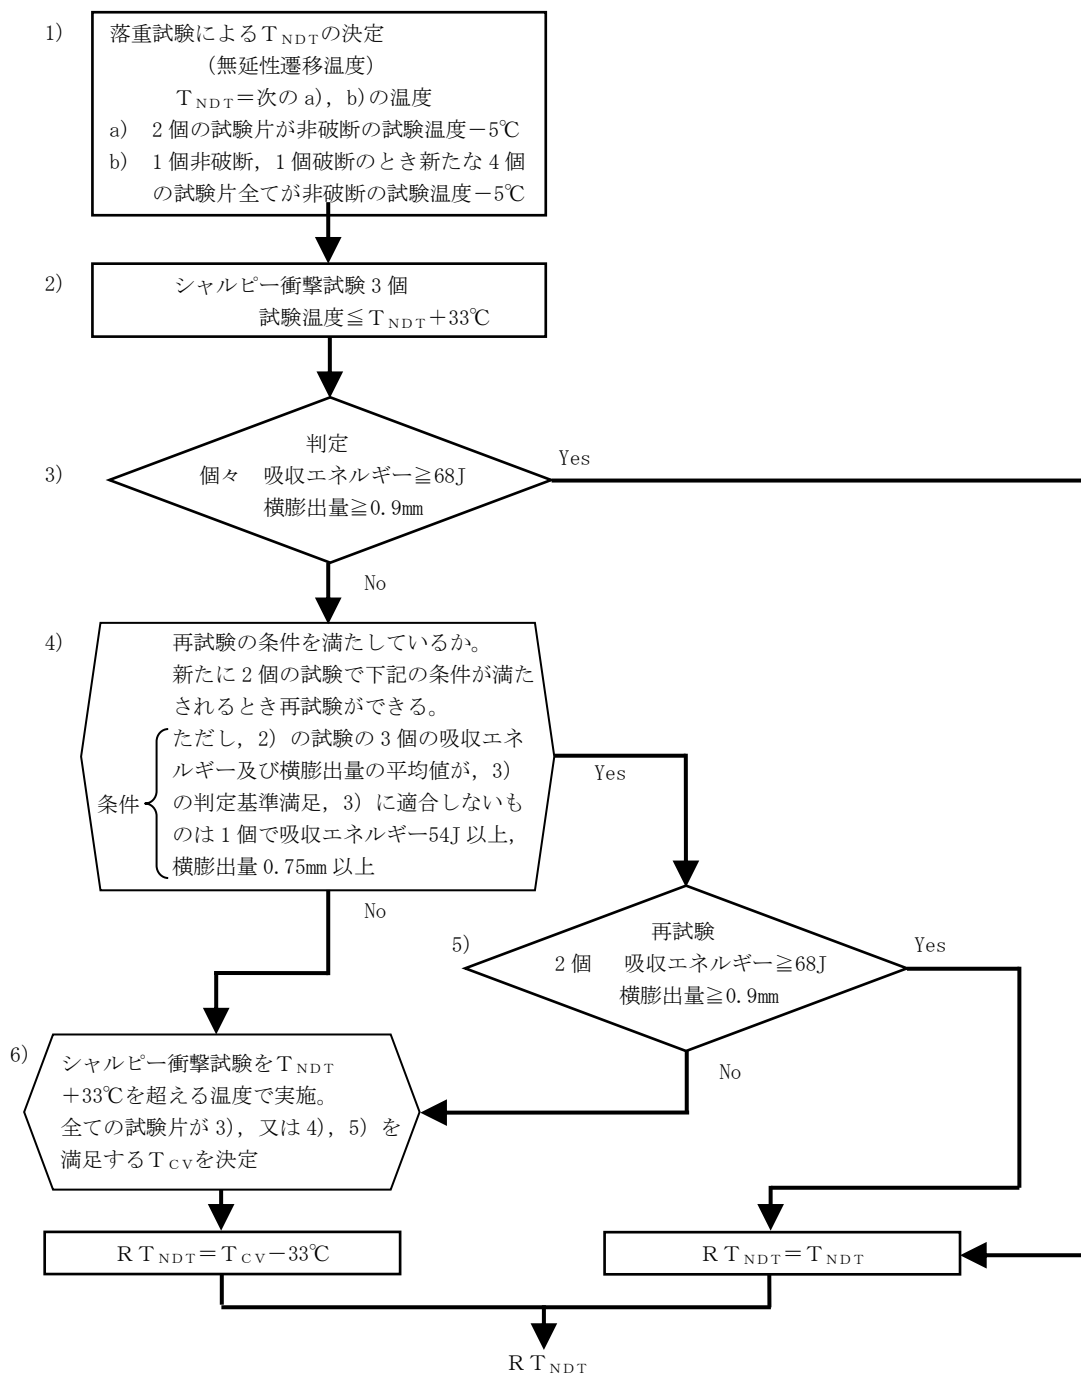 1)
落重試験によるTNDTの決定
(無延性遷移温度)
TNDT=次の a), b)の温度
a) 2 個の試験片が非破断の試験温度−5℃
b) 1 個非破断, 1 個破断のとき新たな 4 個
の試験片全てが非破断の試験温度−5℃
2)
シャルピー衝撃試験 3 個
試験温度≦TNDT+33℃
3)
判定
個々 吸収エネルギー≧68J
横膨出量≧0.9mm
Yes
No
4)
再試験の条件を満たしているか。
新たに 2 個の試験で下記の条件が満た
されるとき再試験ができる。
条件
ただし, 2) の試験の 3 個の吸収エネ
ルギー及び横膨出量の平均値が, 3)
の判定基準満足, 3) に適合しないも
のは 1 個で吸収エネルギー54J 以上,
横膨出量 0.75mm 以上
Yes
No
5)
再試験
2 個 吸収エネルギー≧68J
横膨出量≧0.9mm
Yes
No
6)
シャルピー衝撃試験をTNDT
+33℃を超える温度で実施。
全ての試験片が 3), 又は 4), 5) を
満足するTCVを決定
RTNDT=TCV−33℃
RTNDT=TNDT
RTNDT